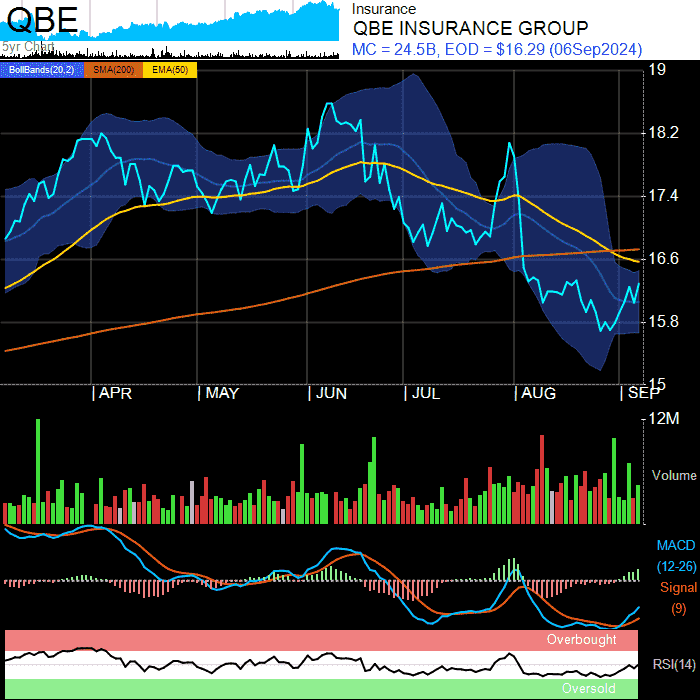 QBE
5yr Chart
Insurance
QBE INSURANCE GROUP
MC = 24.5B, EOD = $16.29 (06Sep2024)
BollBands(20,2) SMA(200) EMA(50)
19
18.2
17.4
16.6
15.8
15
APR MAY JUN JUL AUG SEP
12M
Volume
MACD
(12-26)
Signal
(9)
Overbought
RSI(14)
Oversold